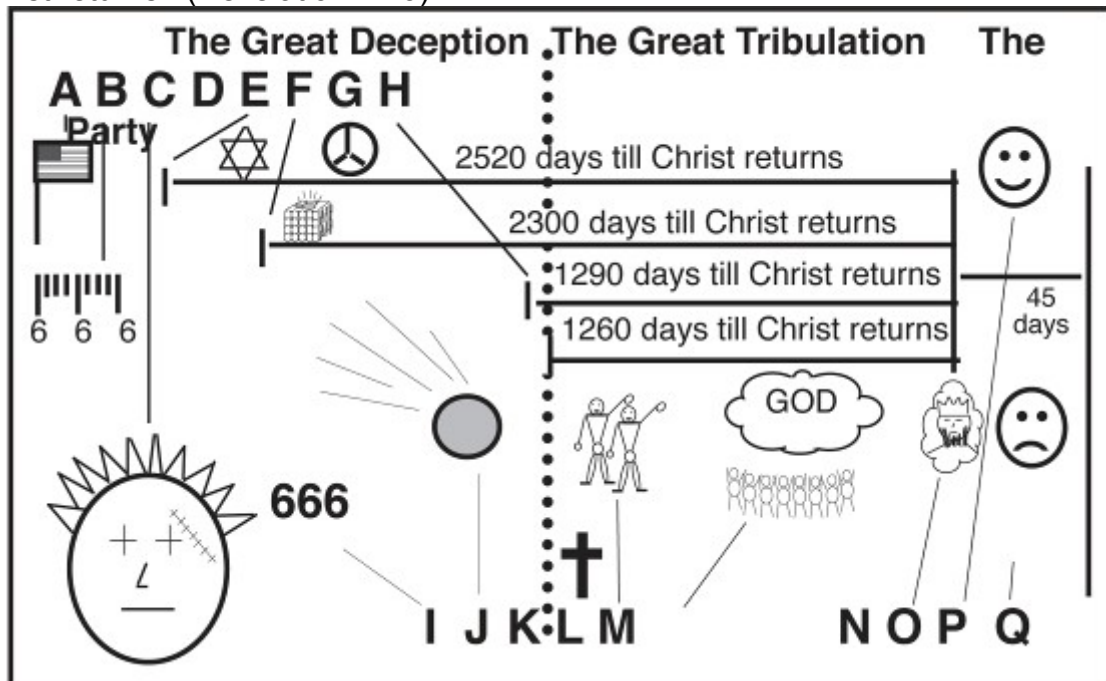 The Great Deception The Great Tribulation The
A B C D E F G H
Party
2520 days till Christ returns
2300 days till Christ returns
1290 days till Christ returns
45
days
6 6 6
1260 days till Christ returns
GOD
666
I J K L M N O P Q